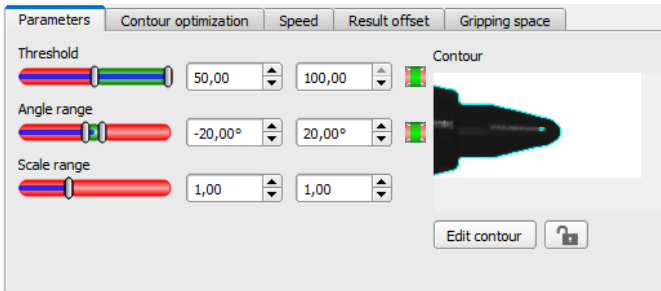 Parameters Contour optimization Speed Result offset Gripping space
Threshold
50,00 100,00
Contour
Angle range
-20,00° 20,00°
Scale range
1,00 1,00
Edit contour